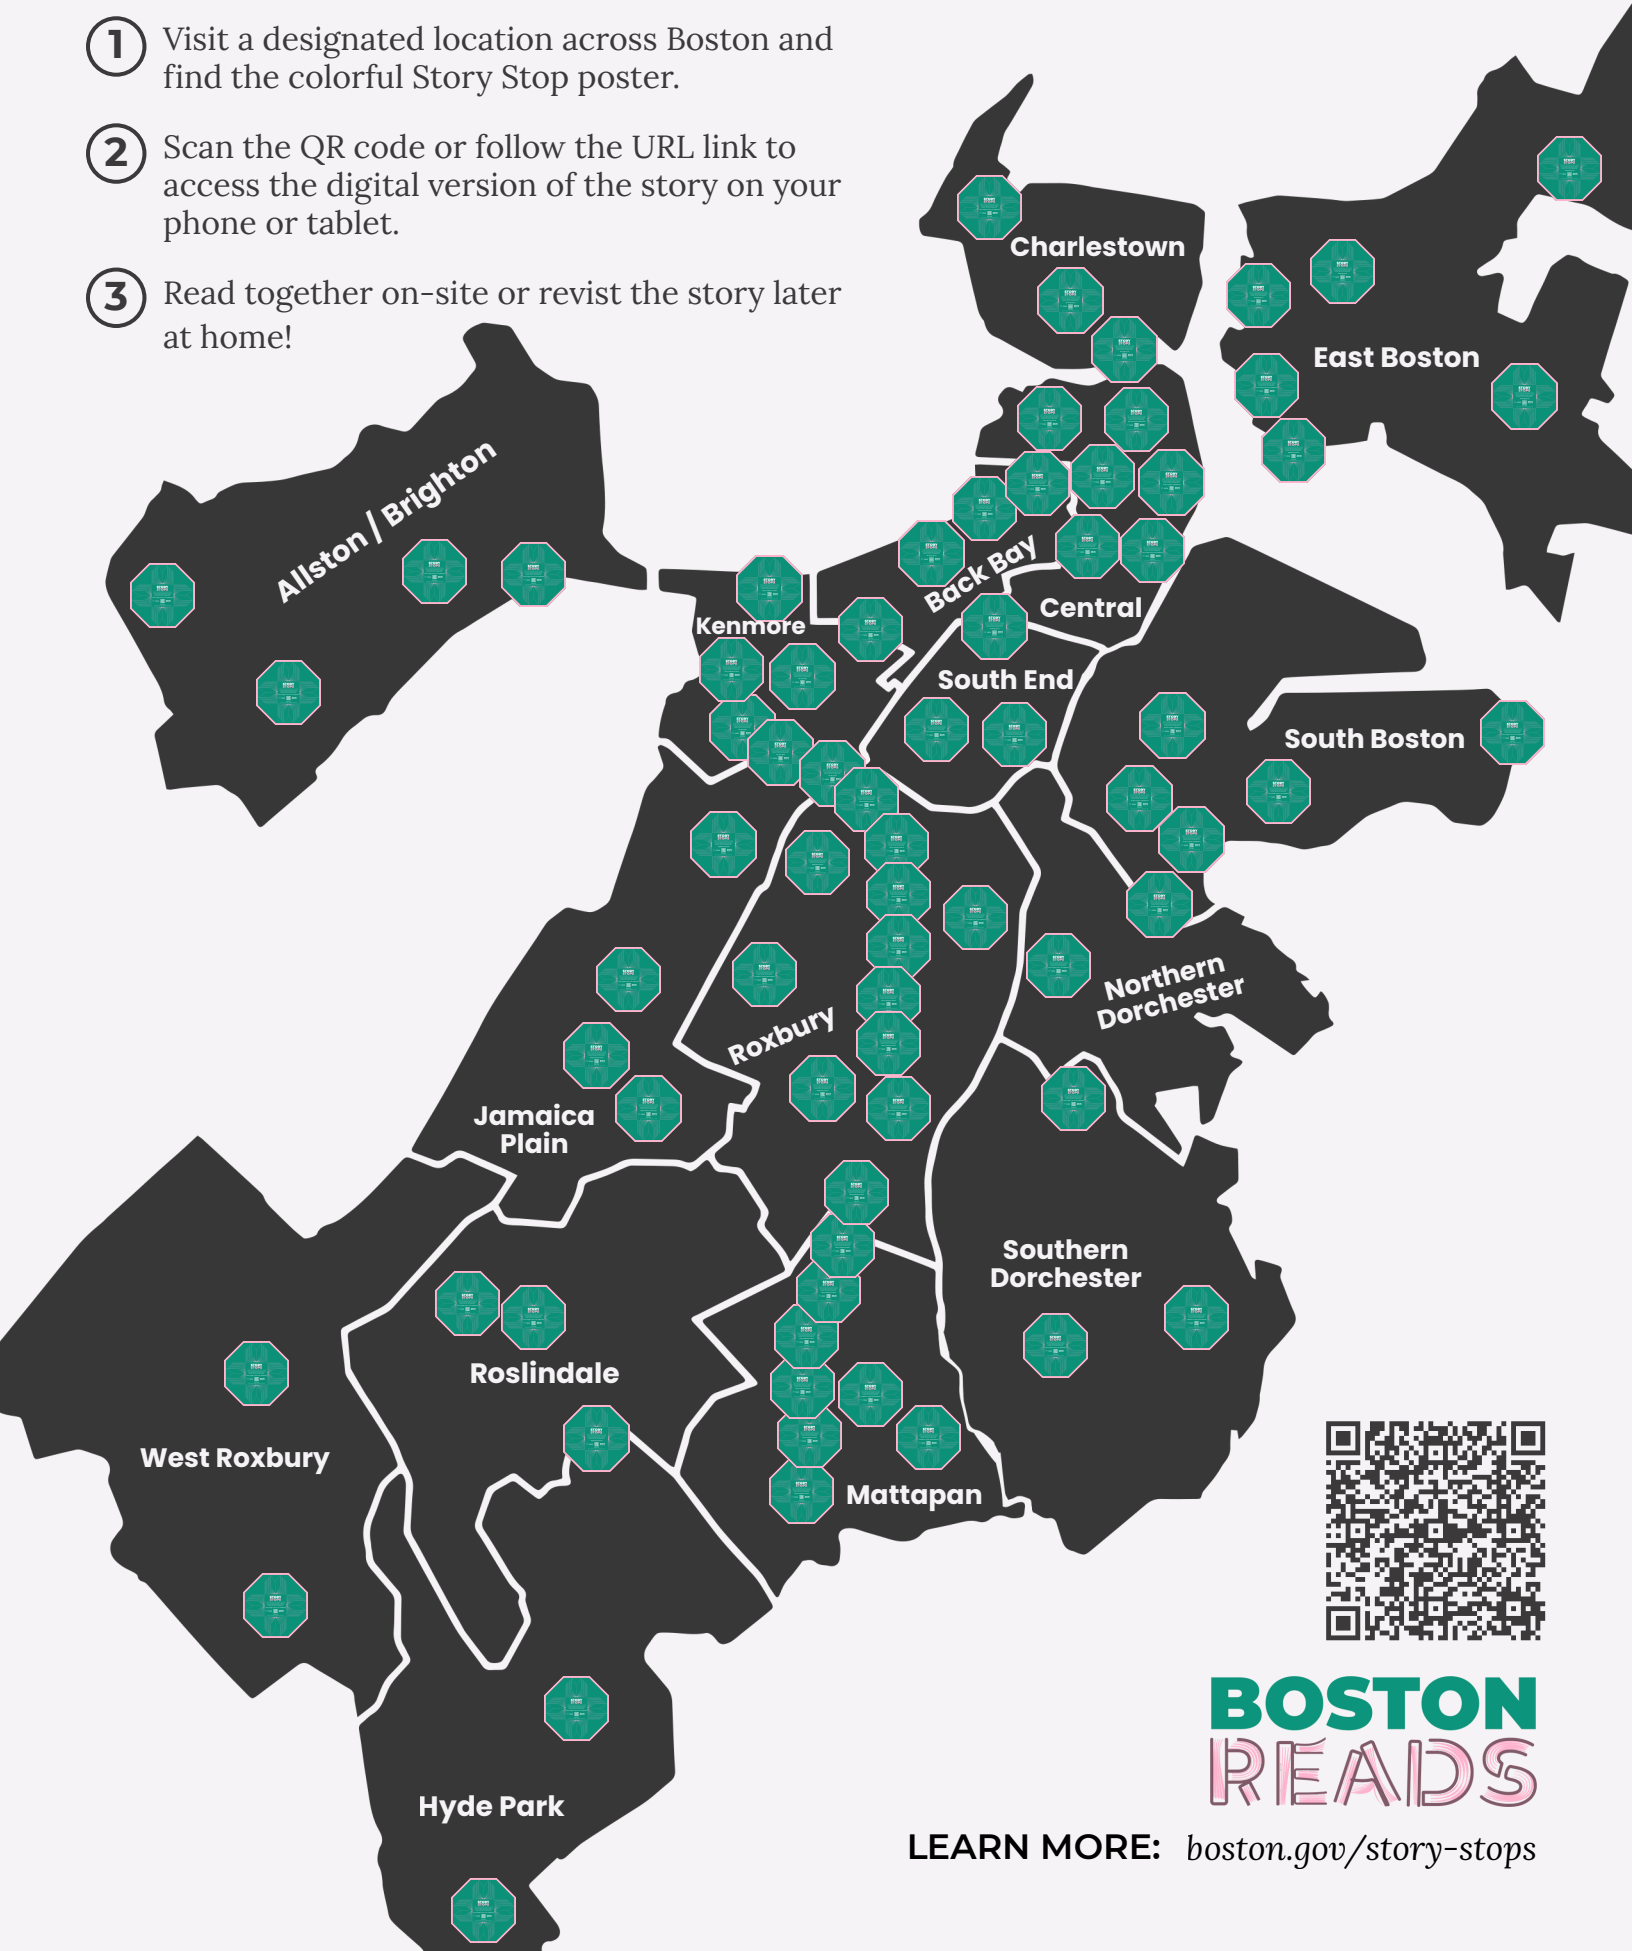 1 Visit a designated location across Boston and
find the colorful Story Stop poster.
2 Scan the QR code or follow the URL link to
access the digital version of the story on your
phone or tablet.
3 Read together on-site or revist the story later
at home!
Charlestown
East Boston
Allston / Brighton
Back Bay
Central
Kenmore
South End
South Boston
Northern
Dorchester
Roxbury
Jamaica
Plain
Southern
Dorchester
Roslindale
West Roxbury
Mattapan
Hyde Park
BOSTON
READS
LEARN MORE: boston.gov/story-stops